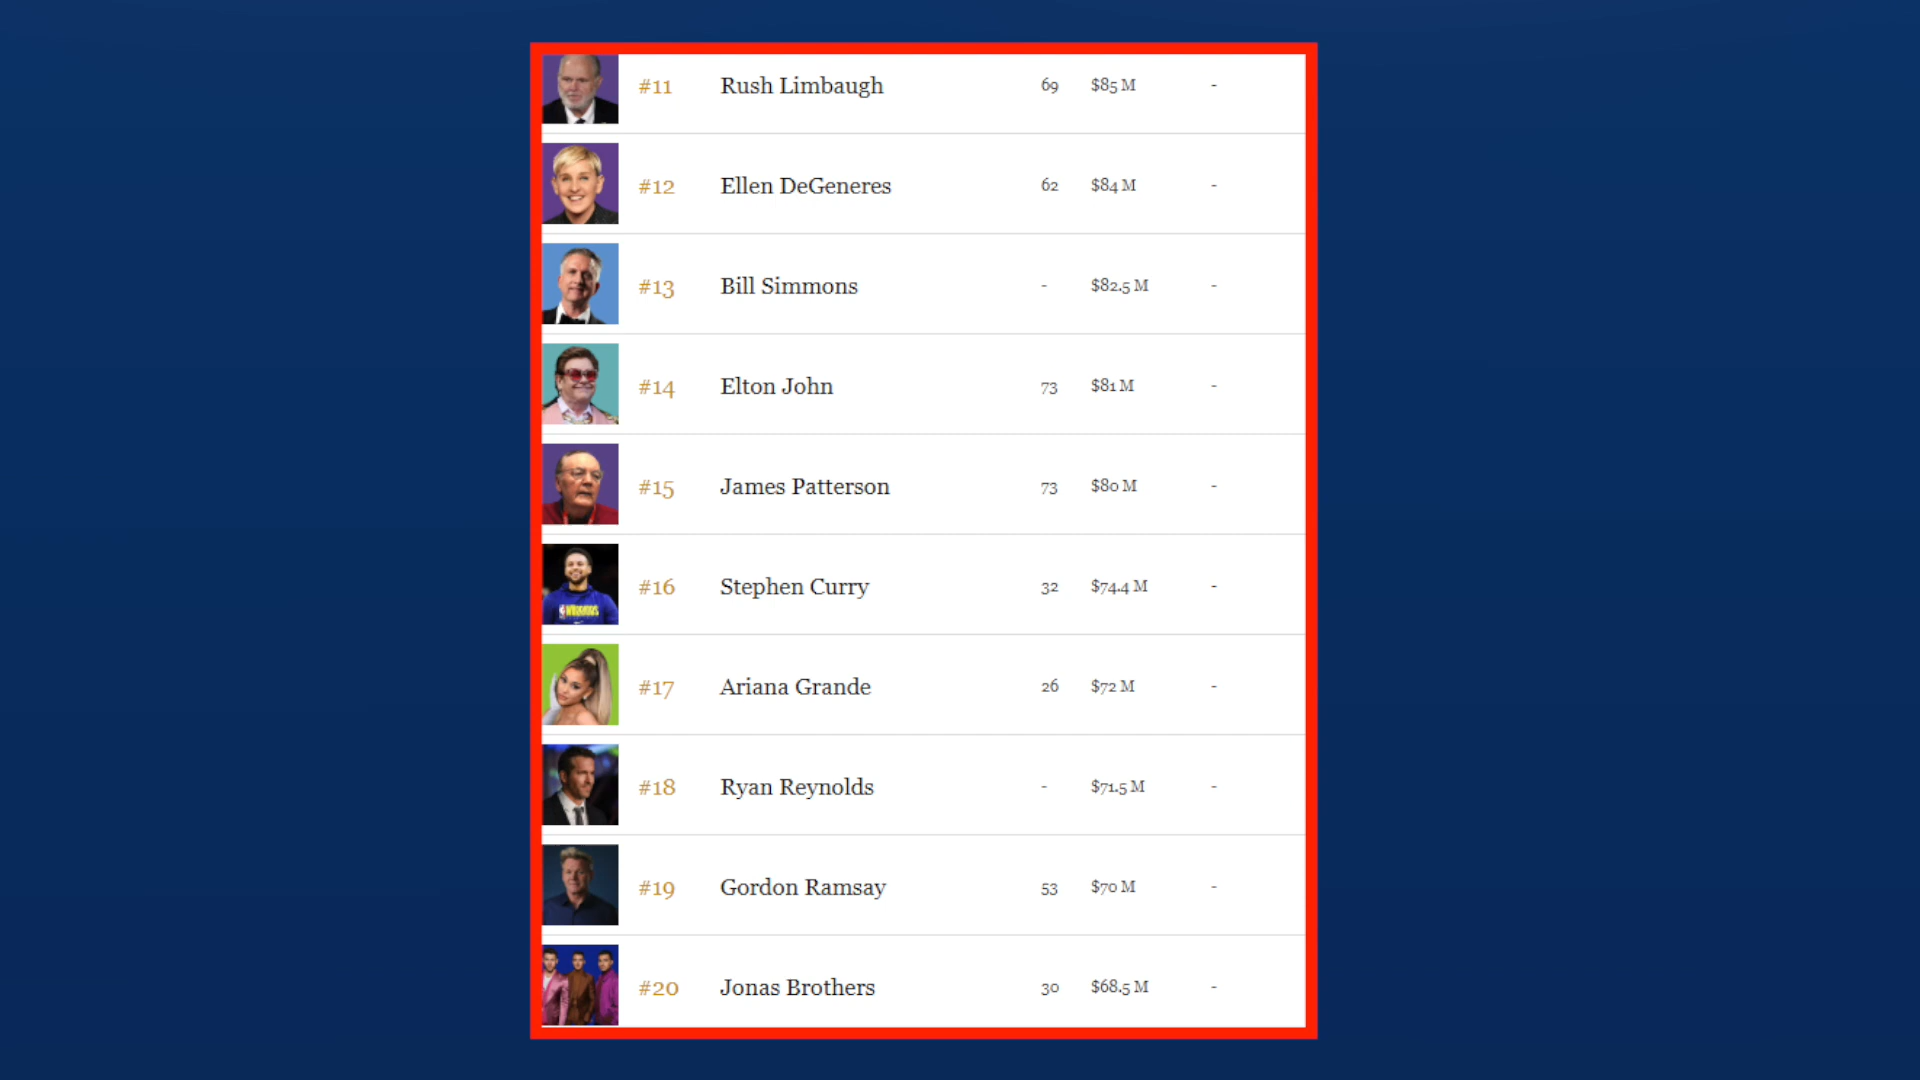 #11 Rush Limbaugh 69 $85 M -
#12 Ellen DeGeneres 62 $84 M -
#13 Bill Simmons - $82.5 M -
#14 Elton John 73 $81 M -
#15 James Patterson 73 $80 M -
#16 Stephen Curry 32 $74.4 M -
#17 Ariana Grande 26 $72 M -
#18 Ryan Reynolds - $71.5 M -
#19 Gordon Ramsay 53 $70 M -
#20 Jonas Brothers 30 $68.5 M -